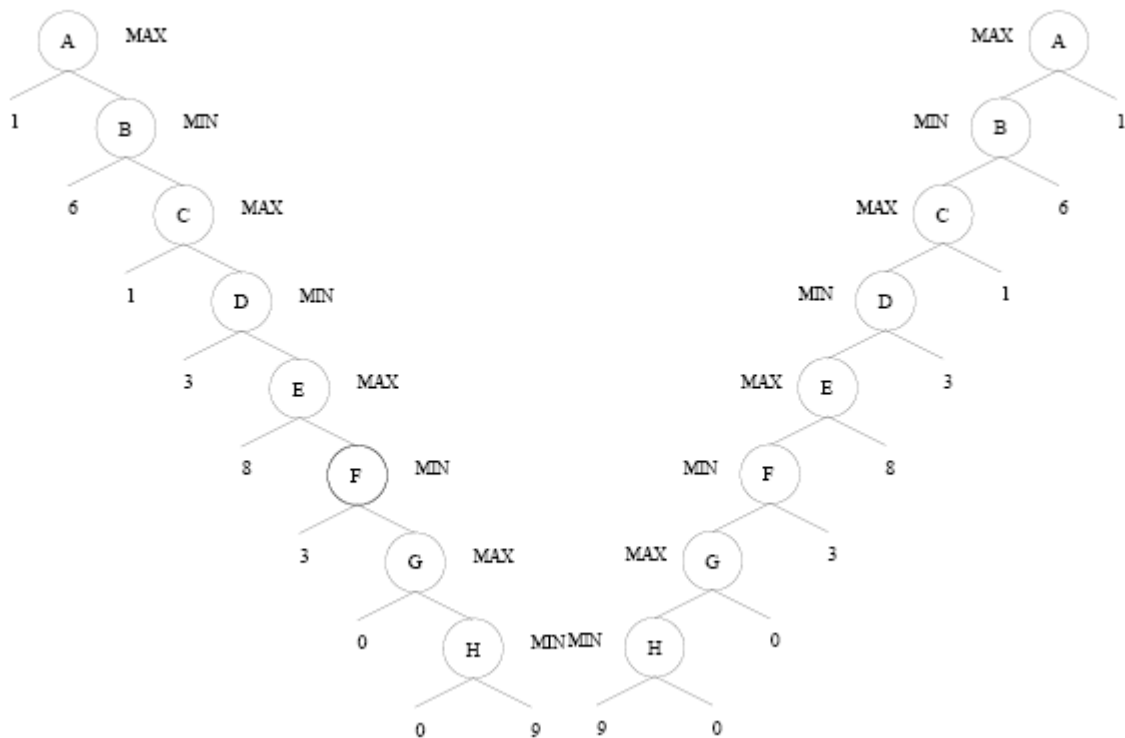 A MAX MAX A
1 B MIN MIN B 1
6 C MAX MAX C 6
1 D MIN MIN D 1
3 E MAX MAX E 3
8 F MIN MIN F 8
3 G MAX MAX G 3
0 H MIN MIN H 0
0 9 9 0